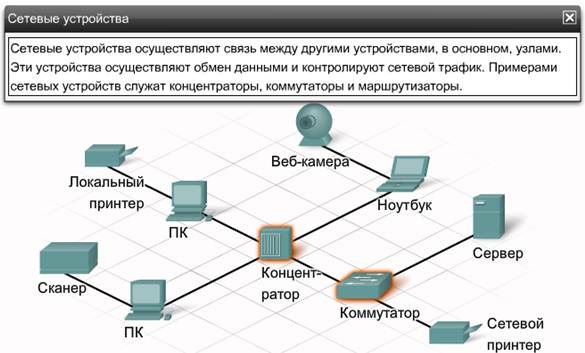 Сетевые устройства
Сетевые устройства осуществляют связь между другими устройствами, в основном, узлами.
Эти устройства осуществляют обмен данными и контролируют сетевой трафик. Примерами
сетевых устройств служат концентраторы, коммутаторы и маршрутизаторы.
Веб-камера
Локальный
принтер
Ноутбук
ПК
Сервер
Концент-
ратор
Сканер
Коммутатор
Сетевой
принтер
ПК